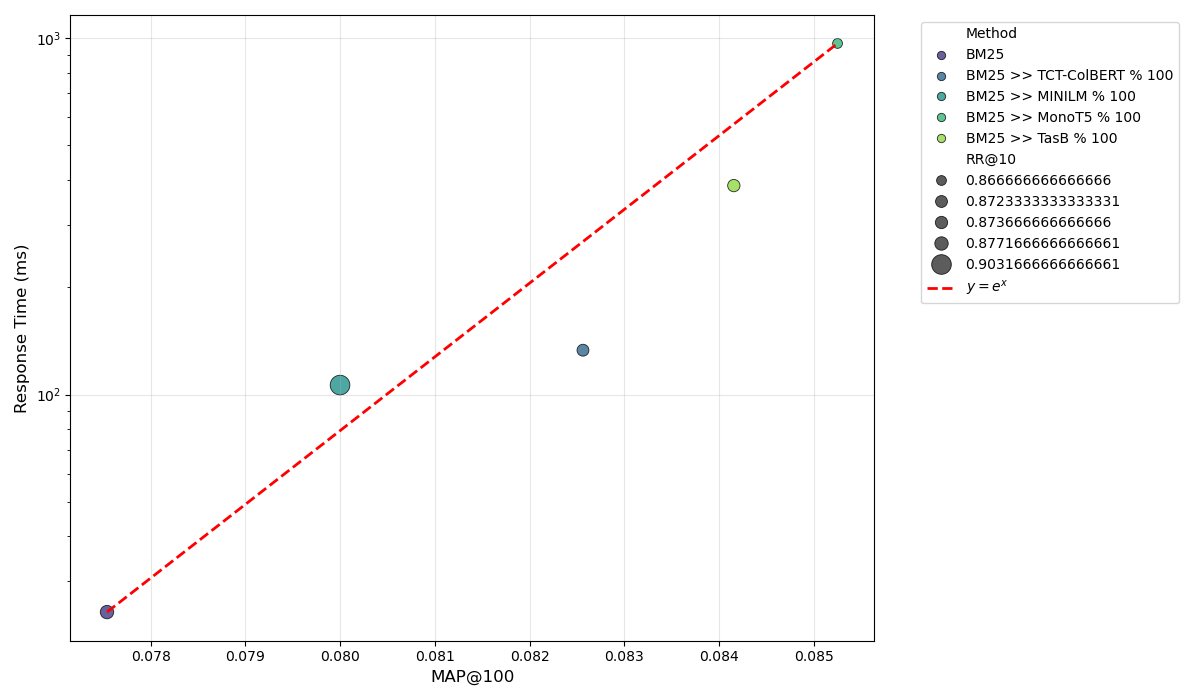 10³
10²
Response Time (ms)
0.078
0.079
0.080
0.081
0.082
0.083
0.084
0.085
MAP@100
Method
BM25
BM25 >> TCT-ColBERT % 100
BM25 >> MINILM % 100
BM25 >> MonoT5 % 100
BM25 >> TasB % 100
RR@10
0.866666666666666
0.8723333333333331
0.873666666666666
0.8771666666666661
0.9031666666666661
y = eˣ